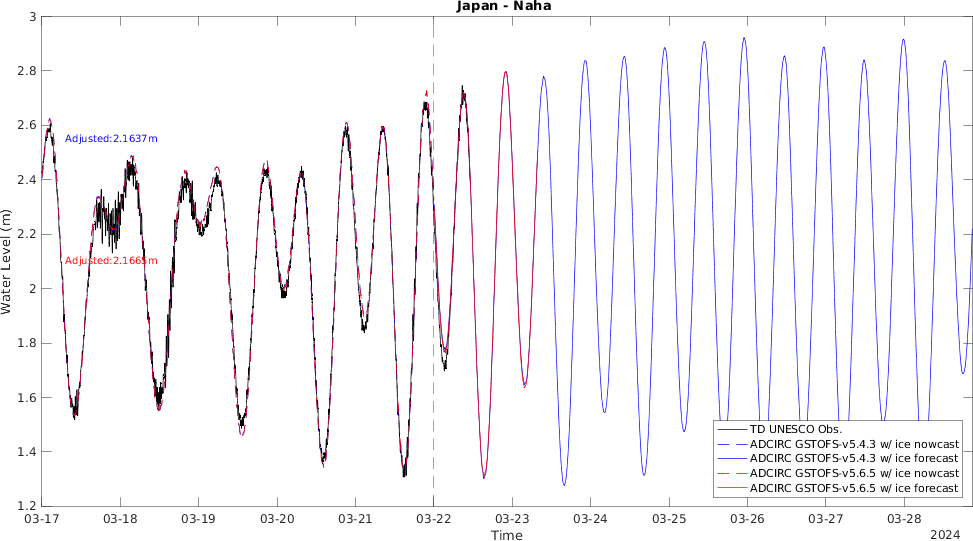 Japan - Naha
3
2.8
2.6
2.4
2.2
2
1.8
1.6
1.4
1.2
Water Level (m)
Adjusted:2.1637m
Adjusted:2.1665m
TD UNESCO Obs.
ADCIRC GSTOFS-v5.4.3 w/ ice nowcast
ADCIRC GSTOFS-v5.4.3 w/ ice forecast
ADCIRC GSTOFS-v5.6.5 w/ ice nowcast
ADCIRC GSTOFS-v5.6.5 w/ ice forecast
03-17 03-18 03-19 03-20 03-21 03-22 03-23 03-24 03-25 03-26 03-27 03-28
Time
2024